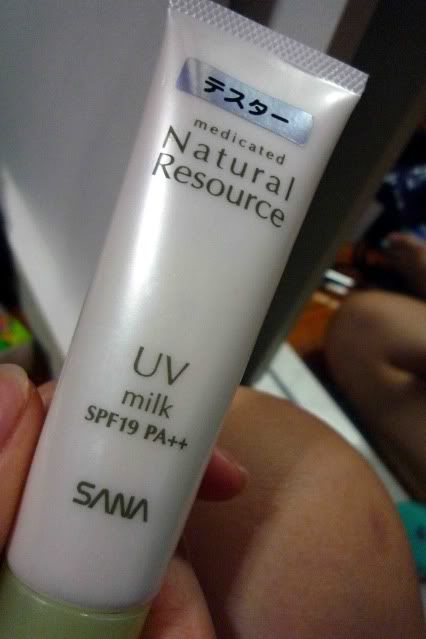 テスター
medicated
Natural
Resource
UV
milk
SPF19 PA++
SANA